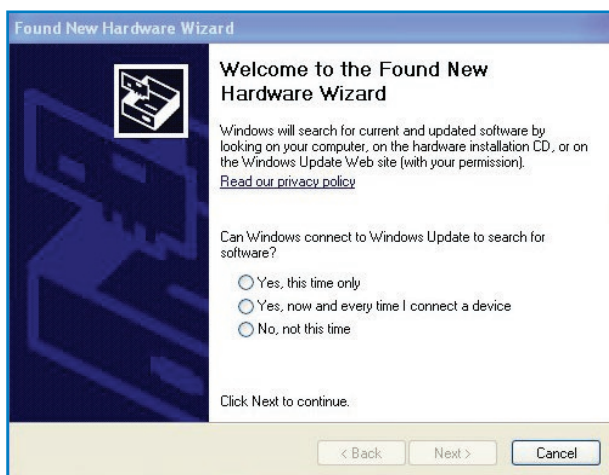 Found New Hardware Wizard
Welcome to the Found New
Hardware Wizard
Windows will search for current and updated software by
looking on your computer, on the hardware installation CD, or on
the Windows Update Web site (with your permission).
Read our privacy policy
Can Windows connect to Windows Update to search for
software?
Yes, this time only
Yes, now and every time I connect a device
No, not this time
Click Next to continue.
< Back
Next >
Cancel